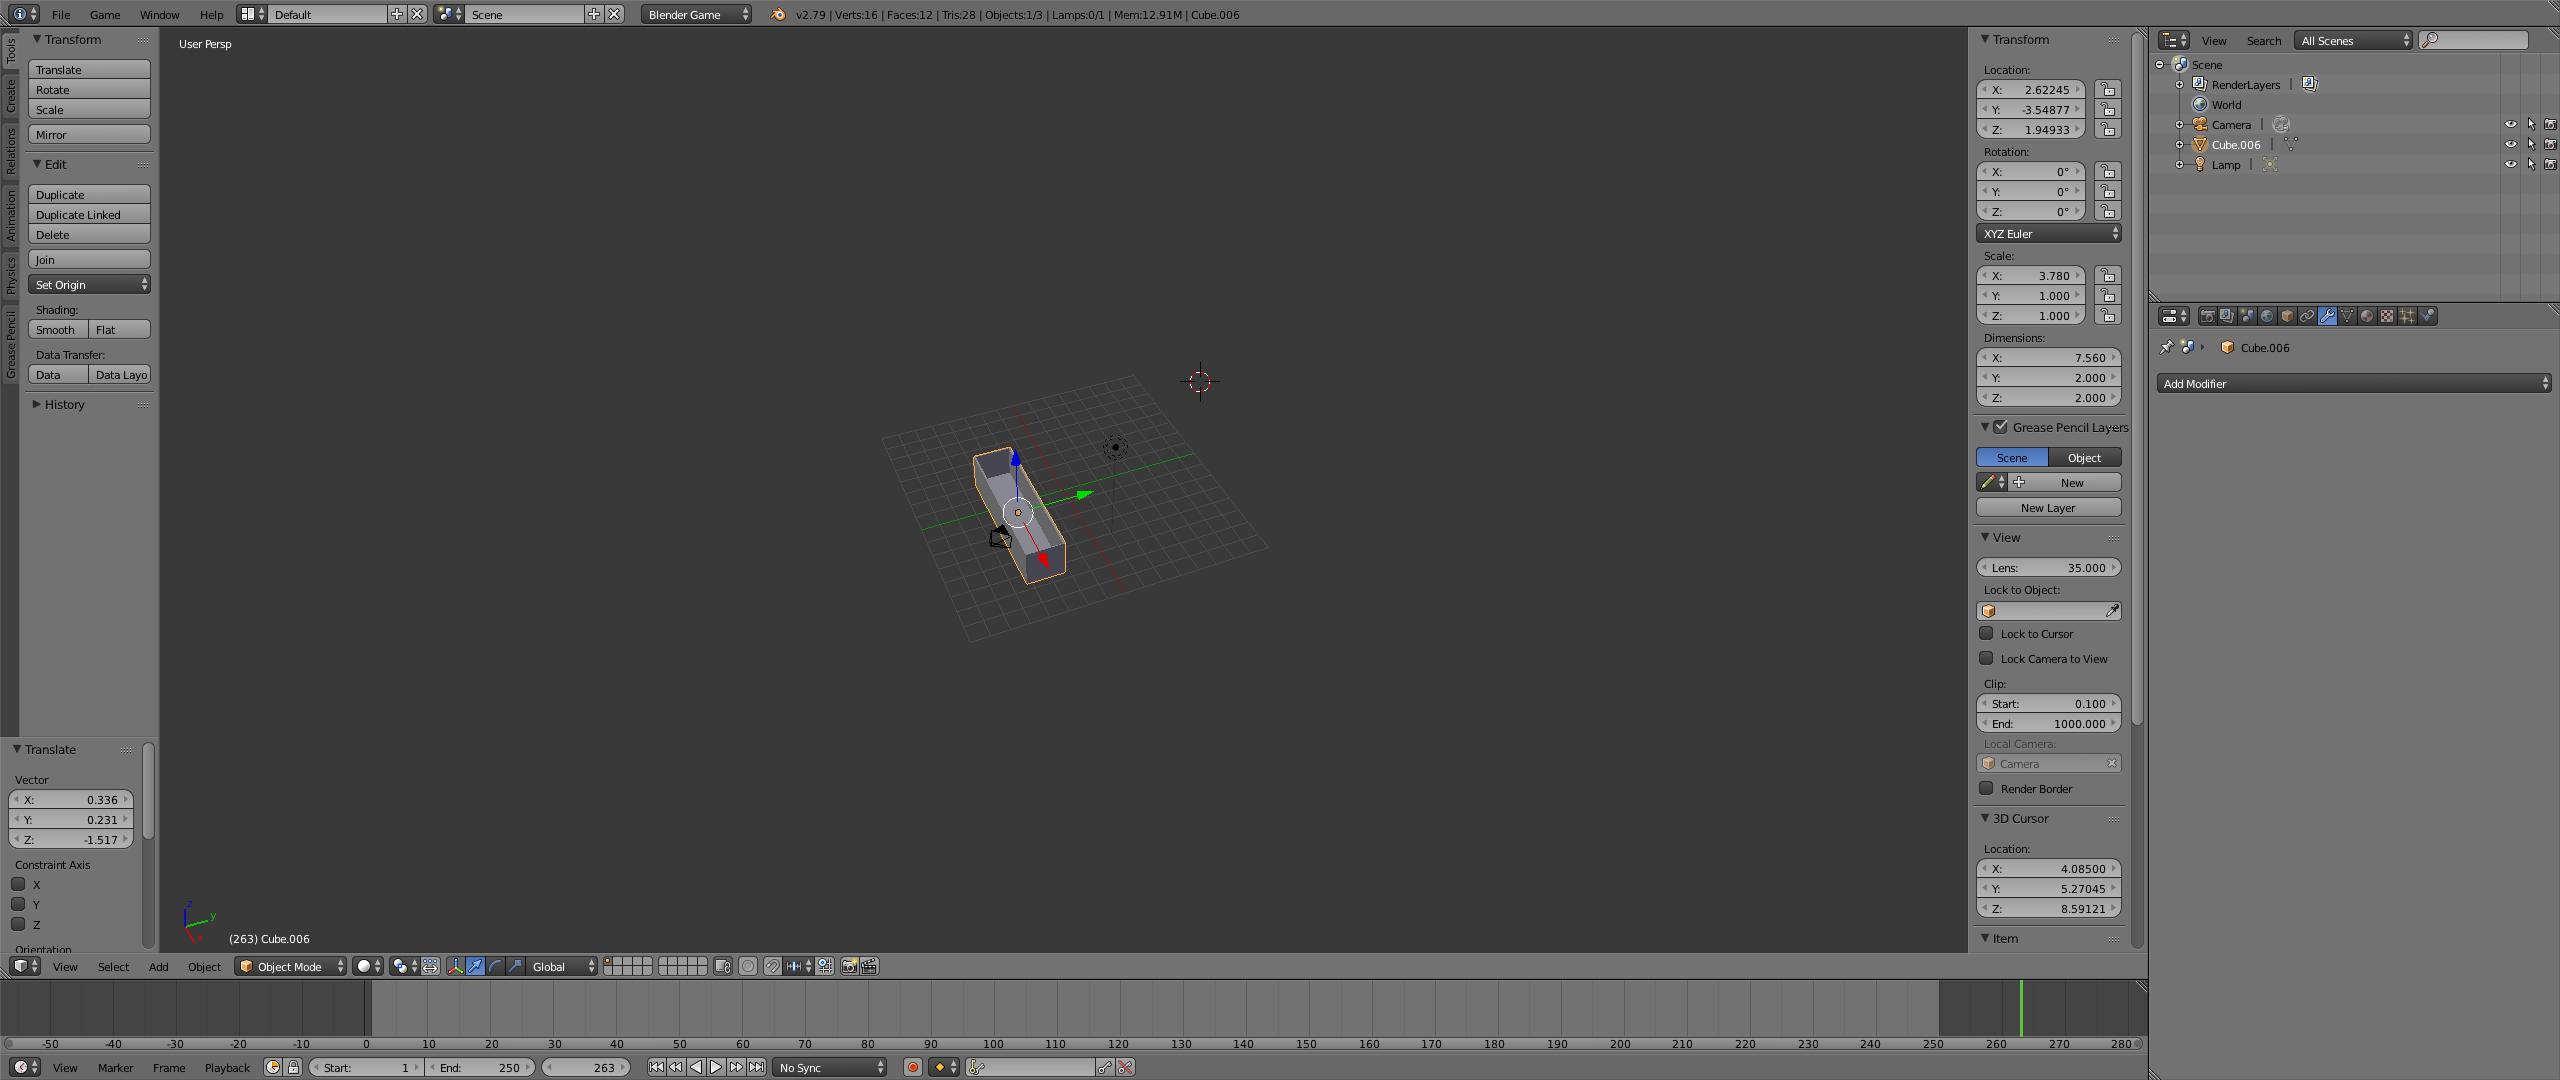 File Game Window Help Default Scene Blender Game v2.79 | Verts:16 | Faces:12 | Tris:28 | Objects:1/3 | Lamps:0/1 | Mem:12.91M | Cube.006
Tools
Create
Relations
Animation
Physics
Grease Pencil
Transform
Translate
Rotate
Scale
Mirror
Edit
Duplicate
Duplicate Linked
Delete
Join
Set Origin
Shading:
Smooth Flat
Data Transfer:
Data Data Layo
History
Translate
Vector
X: 0.336
Y: 0.231
Z: -1.517
Constraint Axis
X
Y
Z
Orientation
User Persp
z
y
x
(263) Cube.006
Transform
Location:
X: 2.62245
Y: -3.54877
Z: 1.94933
Rotation:
X: 0°
Y: 0°
Z: 0°
XYZ Euler
Scale:
X: 3.780
Y: 1.000
Z: 1.000
Dimensions:
X: 7.560
Y: 2.000
Z: 2.000
Grease Pencil Layers
Scene Object
New
New Layer
View
Lens: 35.000
Lock to Object:
Lock to Cursor
Lock Camera to View
Clip:
Start: 0.100
End: 1000.000
Local Camera:
Camera
Render Border
3D Cursor
Location:
X: 4.08500
Y: 5.27045
Z: 8.59121
Item
View Search All Scenes
Scene
RenderLayers
World
Camera
Cube.006
Lamp
Cube.006
Add Modifier
View Select Add Object Object Mode Global
-50 -40 -30 -20 -10 0 10 20 30 40 50 60 70 80 90 100 110 120 130 140 150 160 170 180 190 200 210 220 230 240 250 260 270 280
View Marker Frame Playback Start: 1 End: 250 263 No Sync